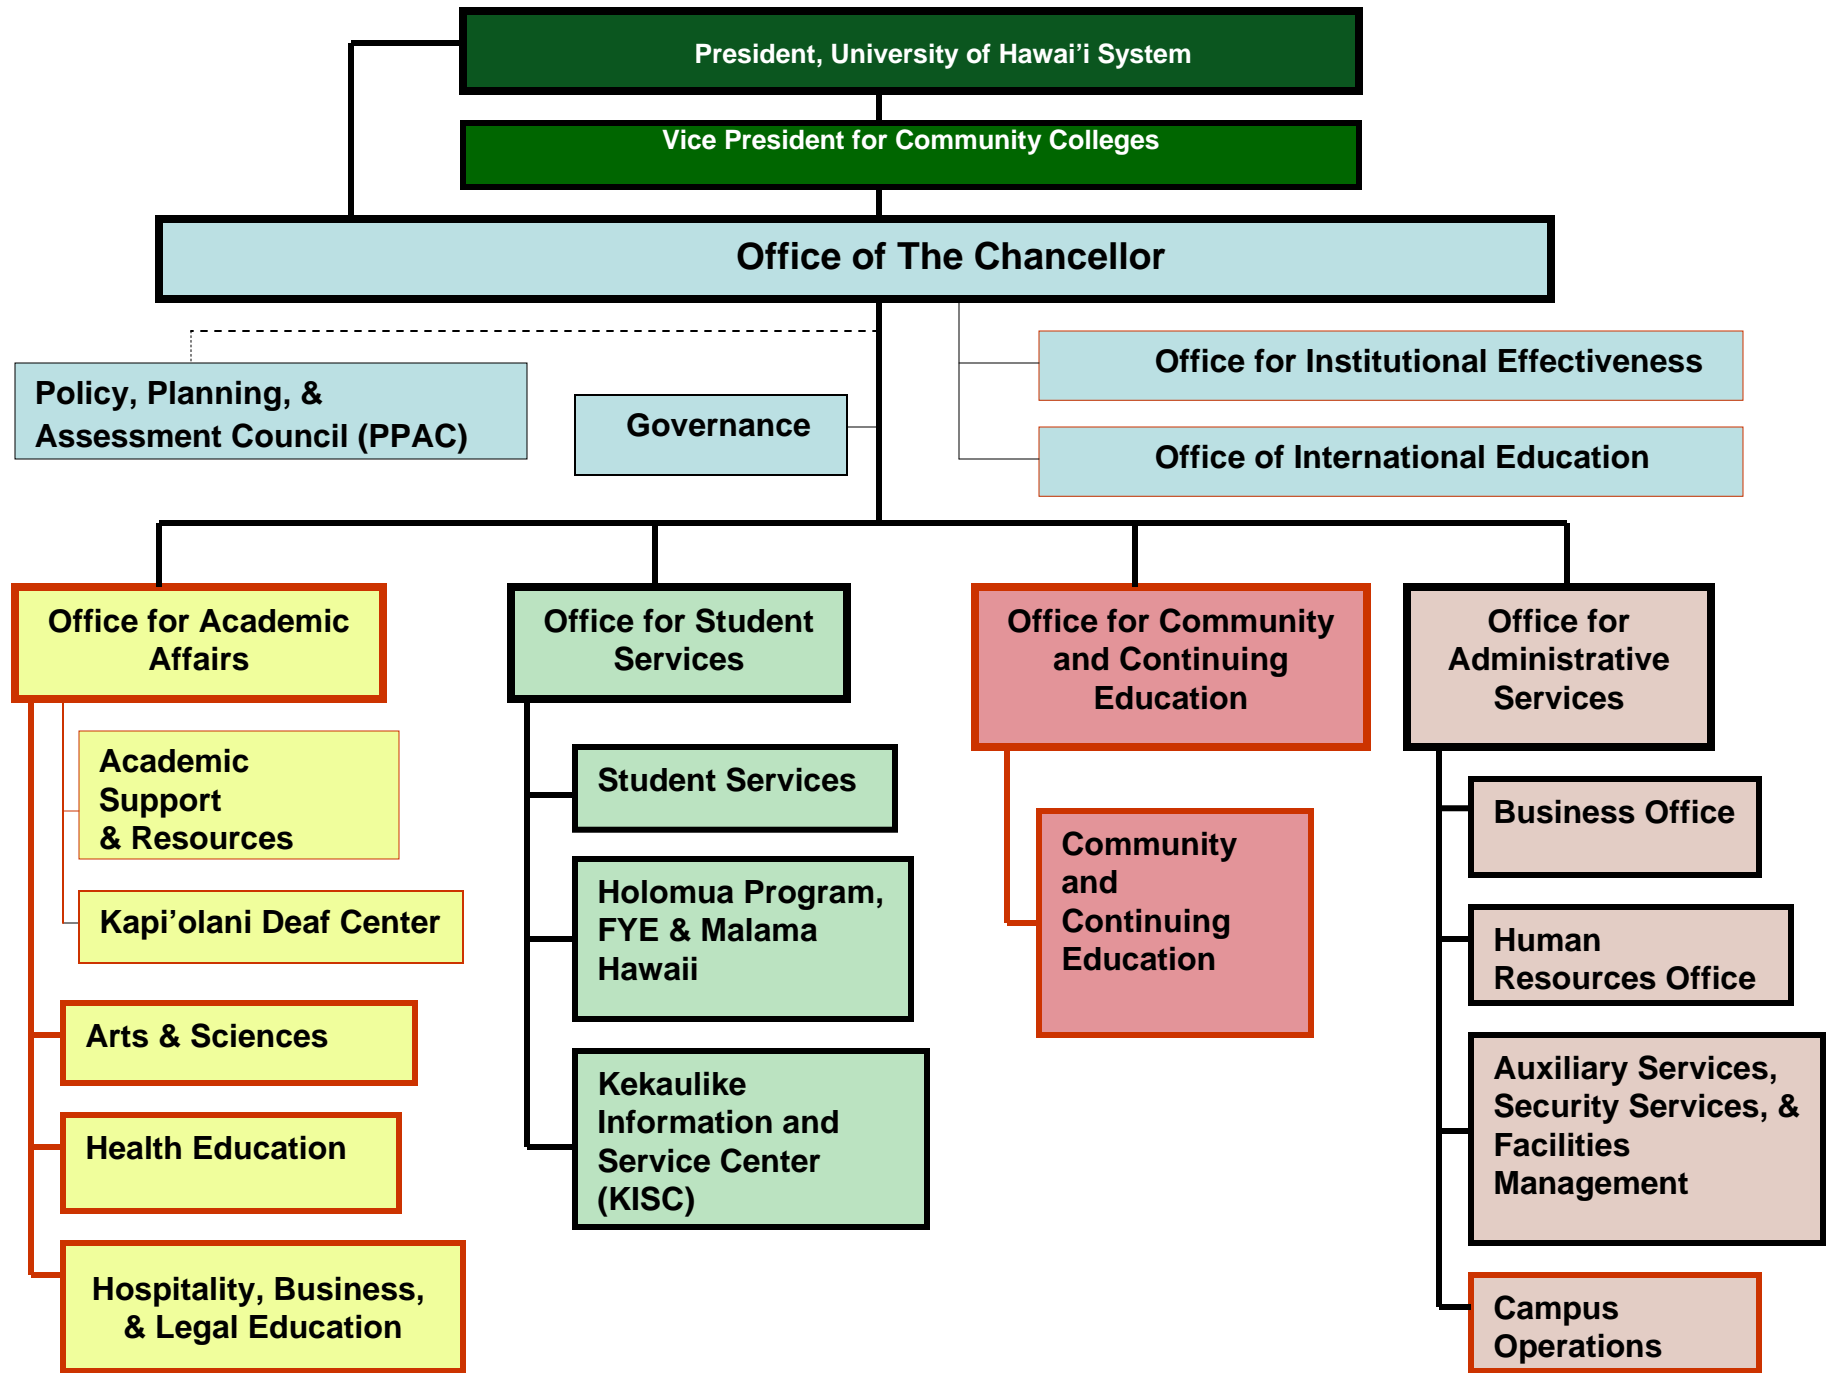 President, University of Hawai’i System
Vice President for Community Colleges
Office of The Chancellor
Policy, Planning, &
Assessment Council (PPAC)
Governance
Office for Institutional Effectiveness
Office of International Education
Office for Academic
Affairs
Academic
Support
& Resources
Kapi’olani Deaf Center
Arts & Sciences
Health Education
Hospitality, Business,
& Legal Education
Office for Student
Services
Student Services
Holomua Program,
FYE & Malama
Hawaii
Kekaulike
Information and
Service Center
(KISC)
Office for Community
and Continuing
Education
Community
and
Continuing
Education
Office for
Administrative
Services
Business Office
Human
Resources Office
Auxiliary Services,
Security Services, &
Facilities
Management
Campus
Operations